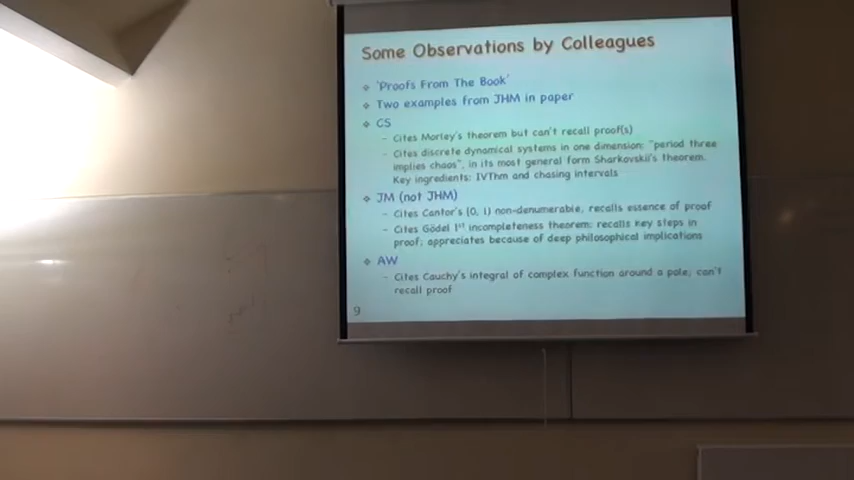 Some Observations by Colleagues
❖ 'Proofs From The Book'
❖ Two examples from JHM in paper
❖ CS
– Cites Morley's theorem but can't recall proof(s)
– Cites discrete dynamical systems in one dimension: "period three
implies chaos", in its most general form Sharkovskii's theorem.
Key ingredients: IVThm and chasing intervals
❖ JM (not JHM)
– Cites Cantor's (0, 1) non-denumerable, recalls essence of proof
– Cites Gödel 1st incompleteness theorem; recalls key steps in
proof; appreciates because of deep philosophical implications
❖ AW
– Cites Cauchy's integral of complex function around a pole, can't
recall proof
9